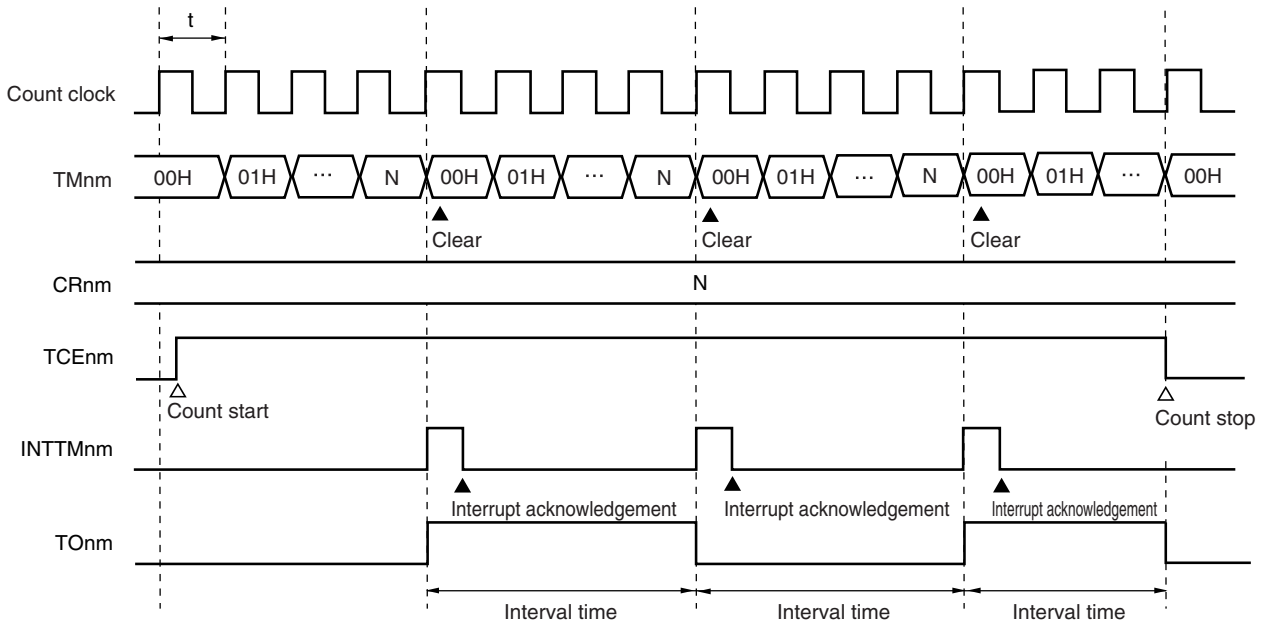 t
Count clock
TMnm 00H 01H ··· N 00H 01H ··· N 00H 01H ··· N 00H 01H ··· 00H
Clear Clear Clear
CRnm N
TCEnm
Count start Count stop
INTTMnm
Interrupt acknowledgement Interrupt acknowledgement Interrupt acknowledgement
TOnm
Interval time Interval time Interval time